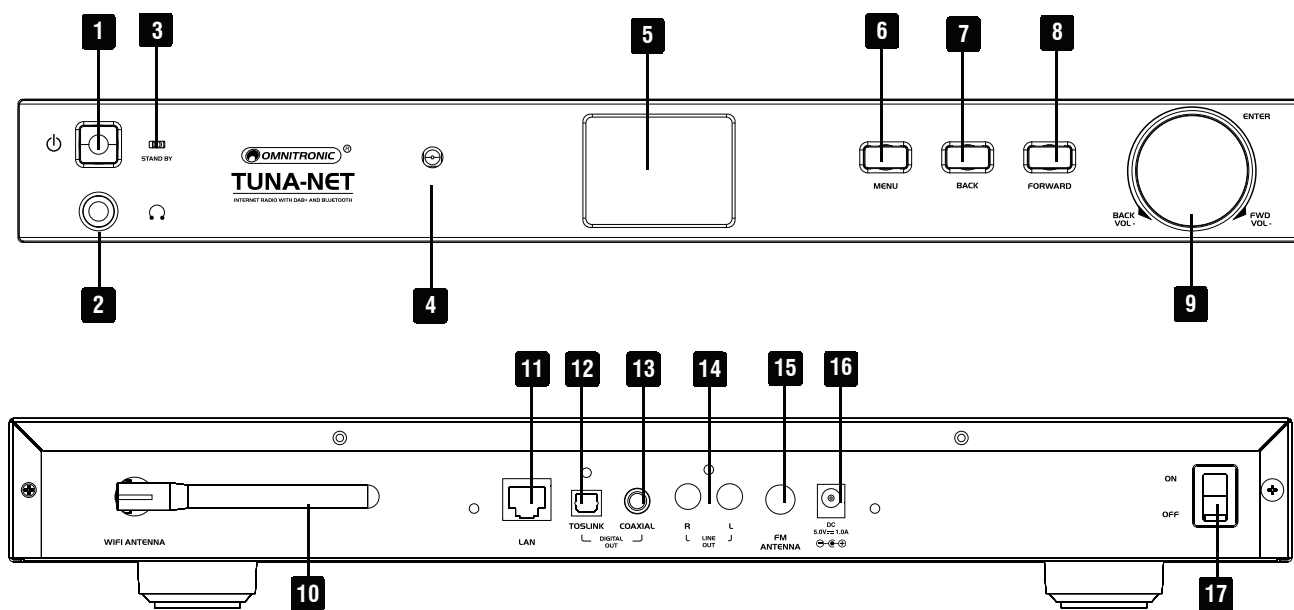 1
3
5
6
7
8
STAND BY
OMNITRONIC ®
TUNA-NET
INTERNET RADIO WITH DAB+ AND BLUETOOTH
MENU
BACK
FORWARD
ENTER
BACK
VOL -
FWD
VOL -
2
4
9
11
12
13
14
15
16
WIFI ANTENNA
LAN
TOSLINK
COAXIAL
DIGITAL
OUT
R
L
LINE
OUT
FM
ANTENNA
DC
5.0V⎓1.0A
ON
OFF
10
17